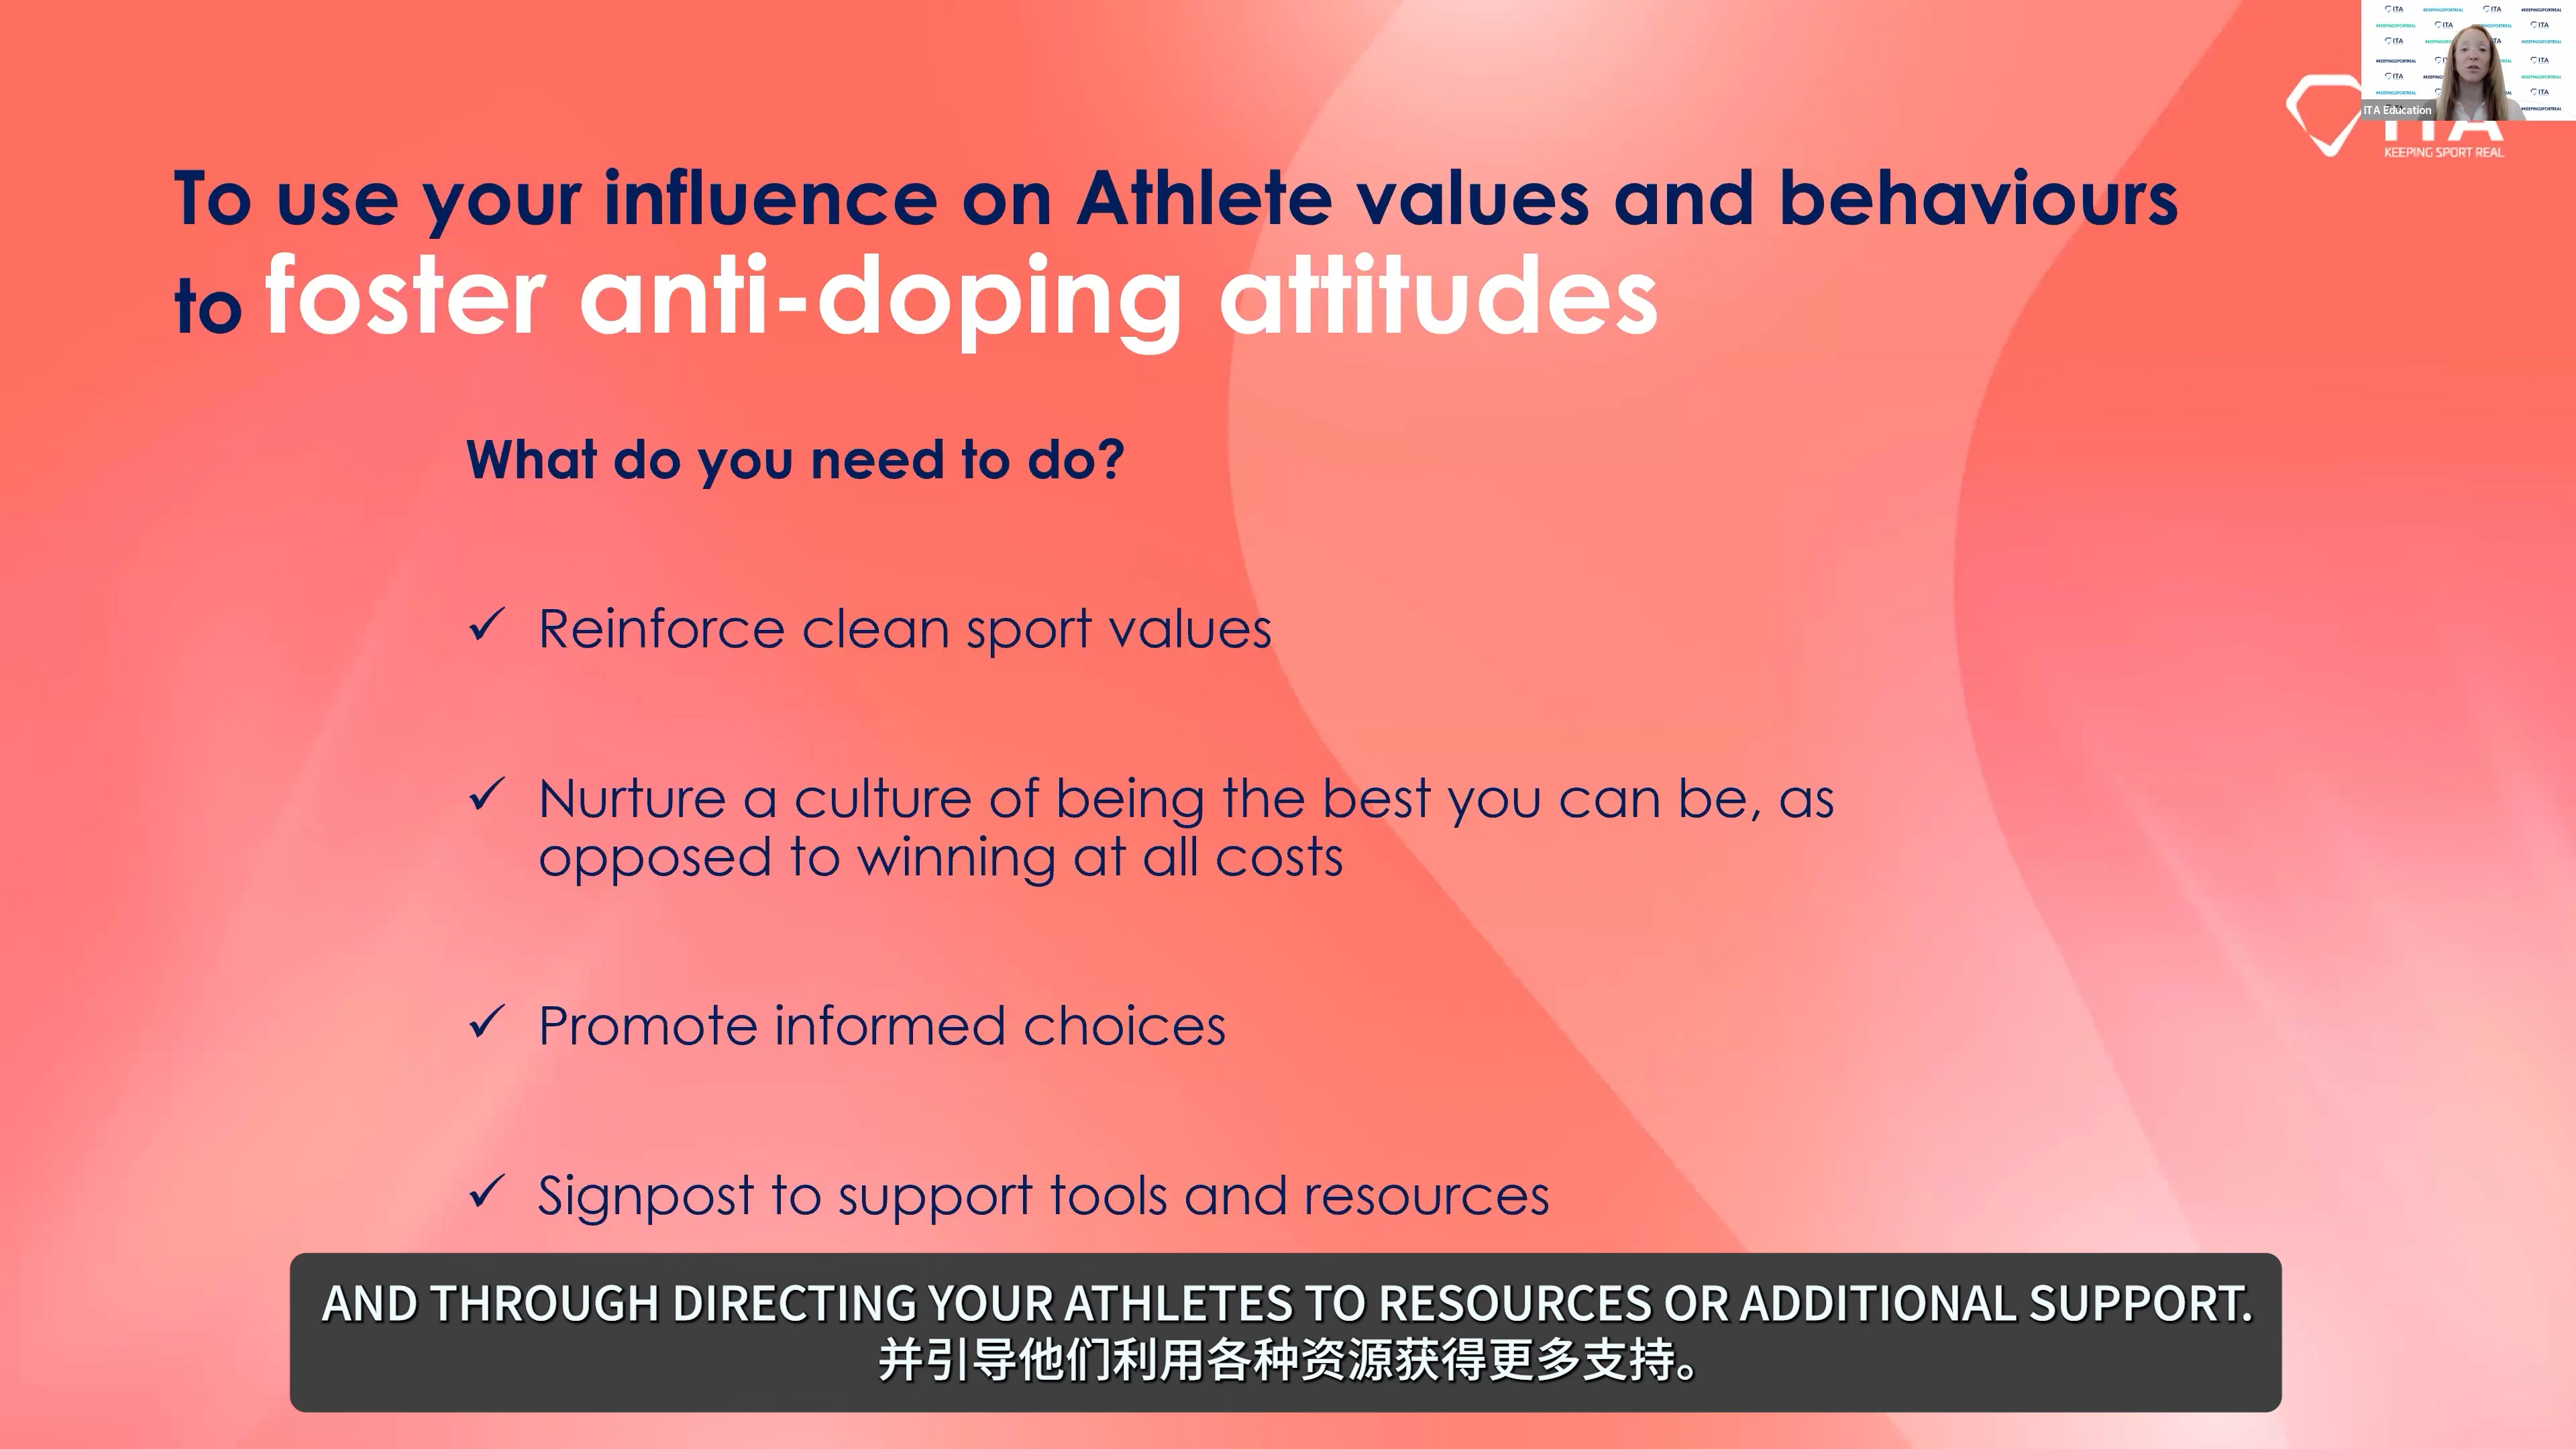 ITA Education
KEEPING SPORT REAL
To use your influence on Athlete values and behaviours
to foster anti-doping attitudes
What do you need to do?
✓ Reinforce clean sport values
✓ Nurture a culture of being the best you can be, as
opposed to winning at all costs
✓ Promote informed choices
✓ Signpost to support tools and resources
AND THROUGH DIRECTING YOUR ATHLETES TO RESOURCES OR ADDITIONAL SUPPORT.
并引导他们利用各种资源获得更多支持。